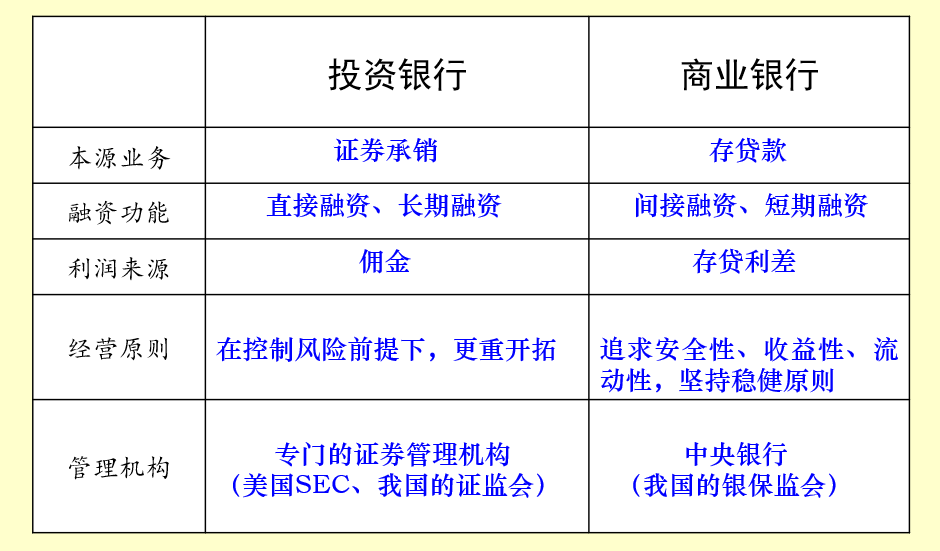 投资银行
商业银行
本源业务
证券承销
存贷款
融资功能
直接融资、长期融资
间接融资、短期融资
利润来源
佣金
存贷利差
经营原则
在控制风险前提下，更重开拓
追求安全性、收益性、流
动性，坚持稳健原则
管理机构
专门的证券管理机构
（美国SEC、我国的证监会）
中央银行
（我国的银保监会）